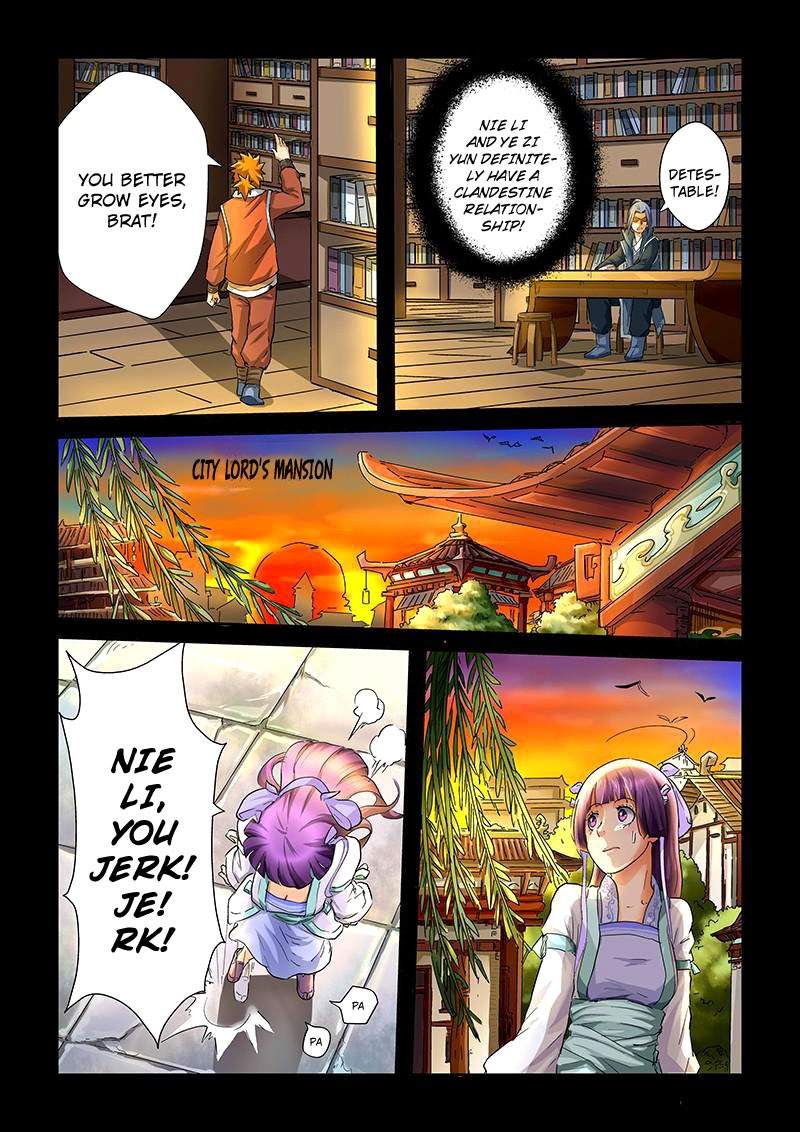 YOU BETTER
GROW EYES,
BRAT!
NIE LI
AND YE ZI
YUN DEFINITE-
LY HAVE A
CLANDESTINE
RELATION-
SHIP!
DETES-
TABLE!
CITY LORD'S MANSION
NIE
LI,
YOU
JERK!
JE!
RK!
PA
PA